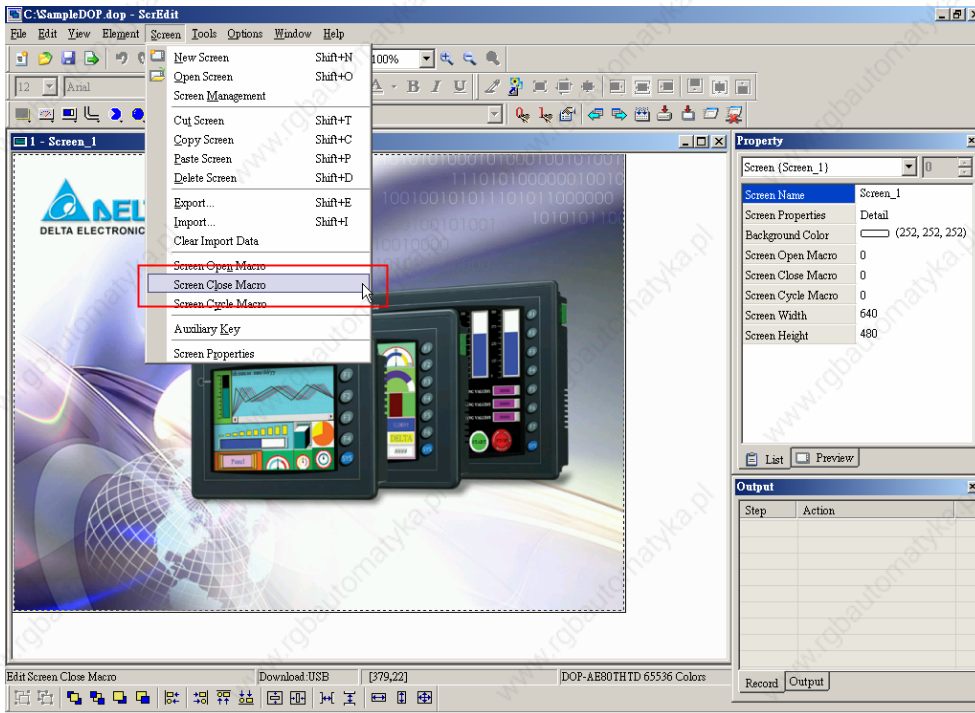 C:\SampleDOP.dop - ScrEdit
File Edit View Element Screen Tools Options Window Help
100%
12 Arial
A B I U
1 - Screen_1
New Screen Shift+N
Open Screen Shift+O
Screen Management
Cut Screen Shift+T
Copy Screen Shift+C
Paste Screen Shift+P
Delete Screen Shift+D
Export... Shift+E
Import... Shift+I
Clear Import Data
Screen Open Macro
Screen Close Macro
Screen Cycle Macro
Auxiliary Key
Screen Properties
DELTA ELECTRONIC
Property
Screen {Screen_1} 0
Screen Name Screen_1
Screen Properties Detail
Background Color (252, 252, 252)
Screen Open Macro 0
Screen Close Macro 0
Screen Cycle Macro 0
Screen Width 640
Screen Height 480
List Preview
Output
Step Action
Record Output
Edit Screen Close Macro Download:USB [379,22] DOP-AE80THTD 65536 Colors
www.rgbautomatyka.pl